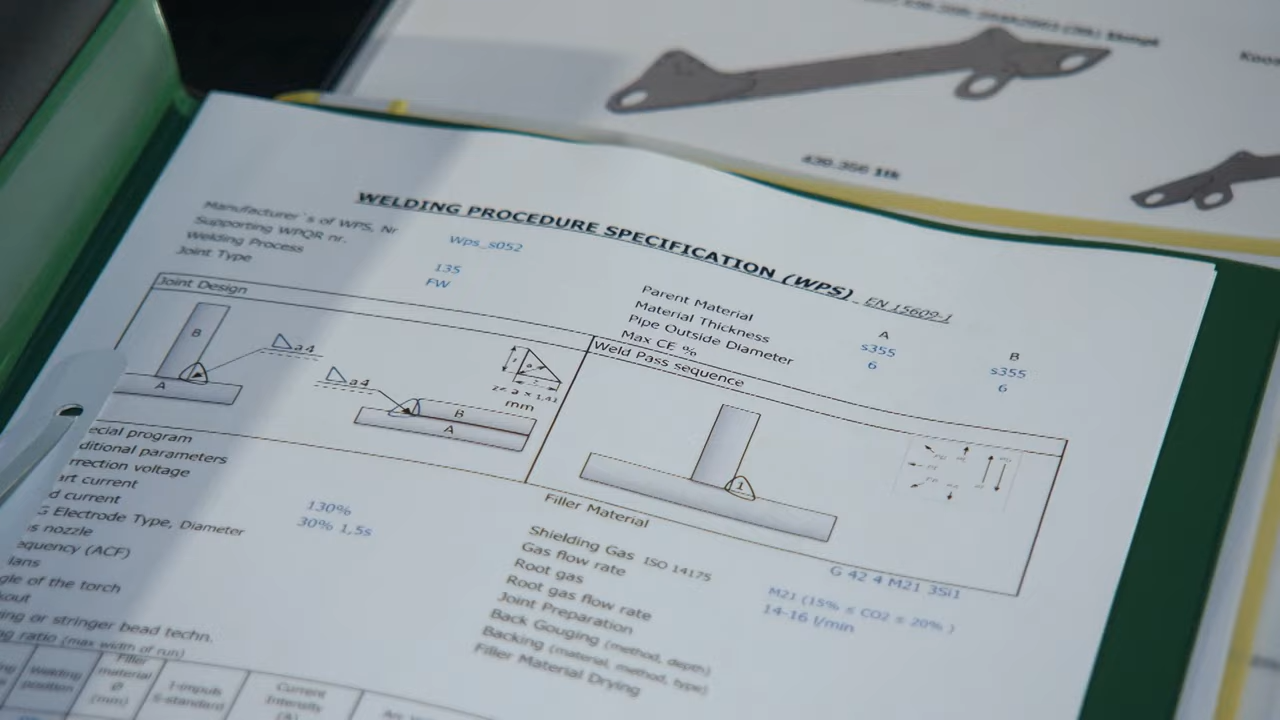 430.356 1tk
WELDING PROCEDURE SPECIFICATION (WPS) EN 15609-1
Manufacturer`s of WPS, Nr
Wps_s052
Supporting WPQR nr.
Welding Process
135
Joint Type
FW
Parent Material
A
B
Material Thickness
s355
s355
Pipe Outside Diameter
6
6
Max CE %
Joint Design
B
A
a4
a4
B
A
mm
Weld Pass sequence
1
ecial program
ditional parameters
rrection voltage
art current
130%
d current
30% 1,5s
G Electrode Type, Diameter
s nozzle
equency (ACF)
lans
gle of the torch
kout
ing or stringer bead techn.
ng ratio (max width of run)
Filler Material
G 42 4 M21 3Si1
Shielding Gas ISO 14175
M21 (15% ≤ CO2 ≤ 20% )
Gas flow rate
14-16 l/min
Root gas
Root gas flow rate
Joint Preparation
Back Gouging (method, depth)
Backing (material, method, type)
Filler Material Drying
Welding position
Filler material Ø (mm)
Current Intensity (A)